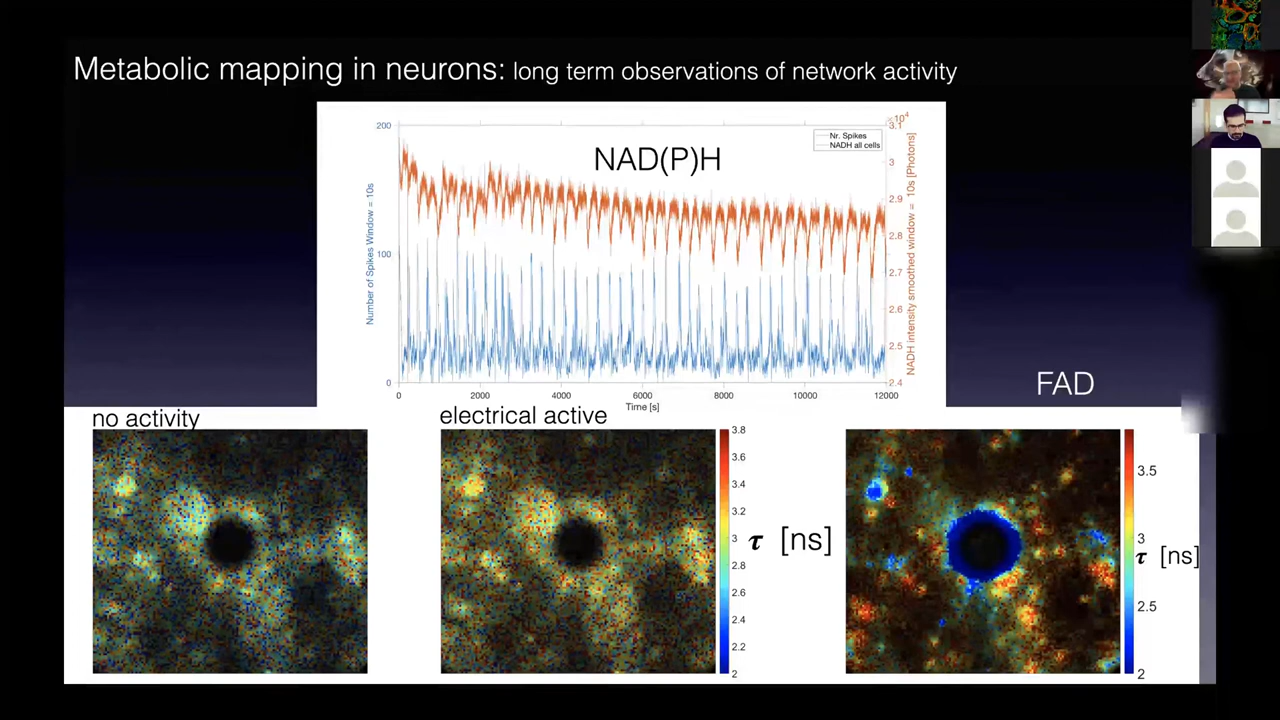 Metabolic mapping in neurons: long term observations of network activity
×10⁴
200
100
0
Number of Spikes Window = 10s
NAD(P)H
Nr. Spikes
NADH all cells
3.1
3
2.9
2.8
2.7
2.6
2.5
2.4
NADH intensity smoothed window = 10s [Photons]
0 2000 4000 6000 8000 10000 12000
Time [s]
FAD
no activity
electrical active
3.8
3.6
3.4
3.2
3
2.8
2.6
2.4
2.2
2
τ [ns]
3.5
3
2.5
2
τ [ns]